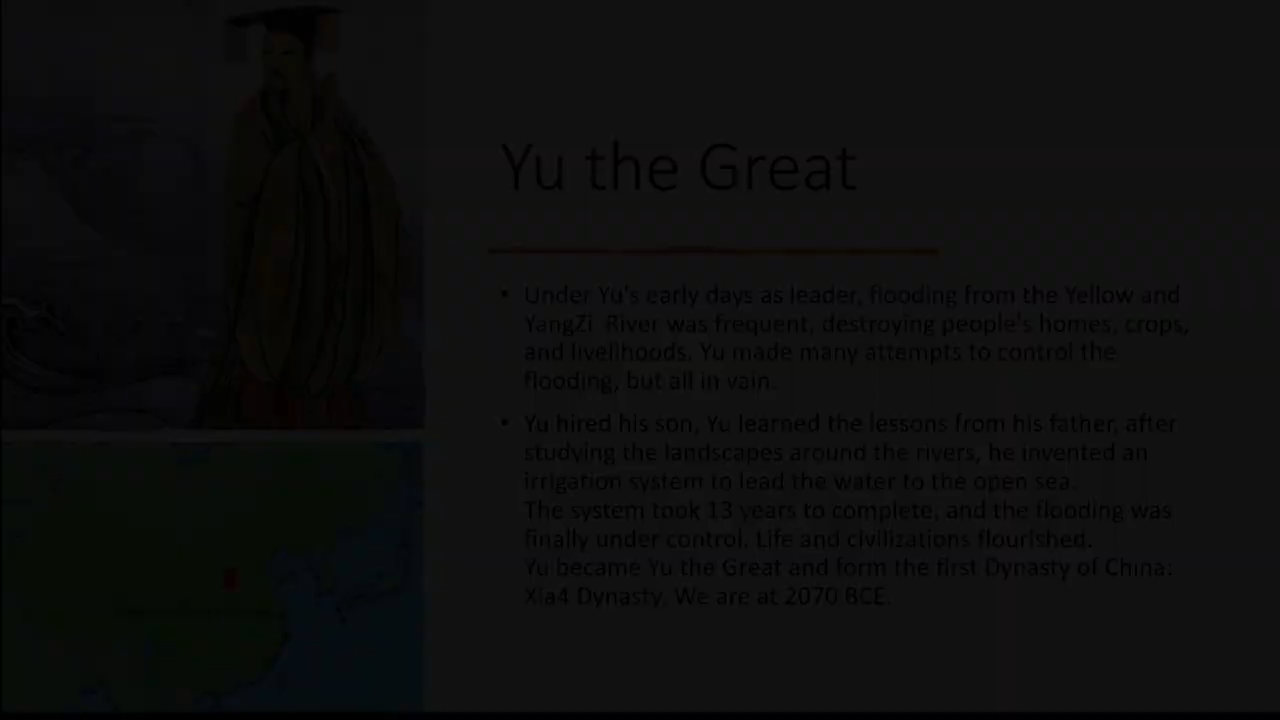 Yu the Great
• Under Yu's early days as leader, flooding from the Yellow and
YangZi River was frequent, destroying people's homes, crops,
and livelihoods. Yu made many attempts to control the
flooding, but all in vain.
• Yu hired his son, Yu learned the lessons from his father, after
studying the landscapes around the rivers, he invented an
irrigation system to lead the water to the open sea.
The system took 13 years to complete, and the flooding was
finally under control. Life and civilizations flourished.
Yu became Yu the Great and form the first Dynasty of China:
Xia4 Dynasty. We are at 2070 BCE.